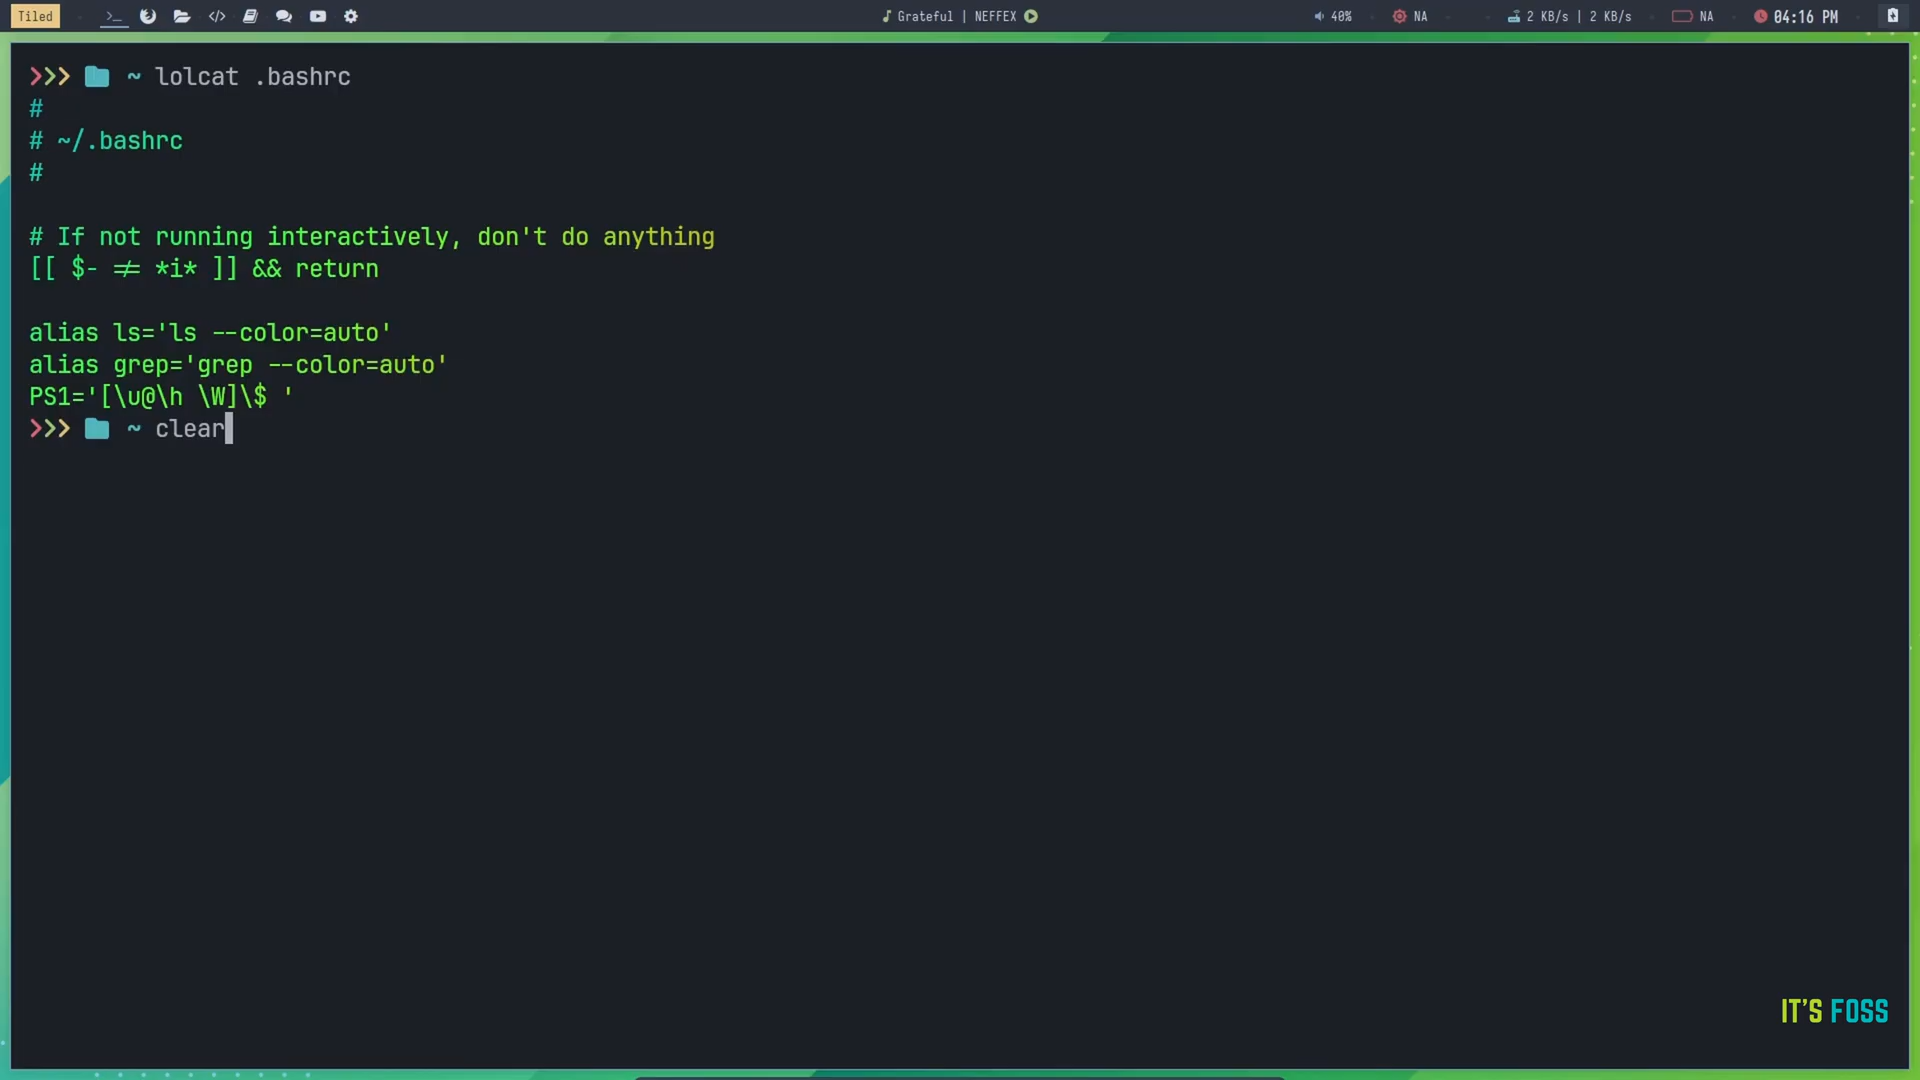 Tiled
Grateful | NEFFEX
40%
NA
2 KB/s | 2 KB/s
NA
04:16 PM
>>> ~ lolcat .bashrc
#
# ~/.bashrc
#
# If not running interactively, don't do anything
[[ $- != *i* ]] && return
alias ls='ls --color=auto'
alias grep='grep --color=auto'
PS1='[\u@\h \W]\$ '
>>> ~ clear
IT'S FOSS